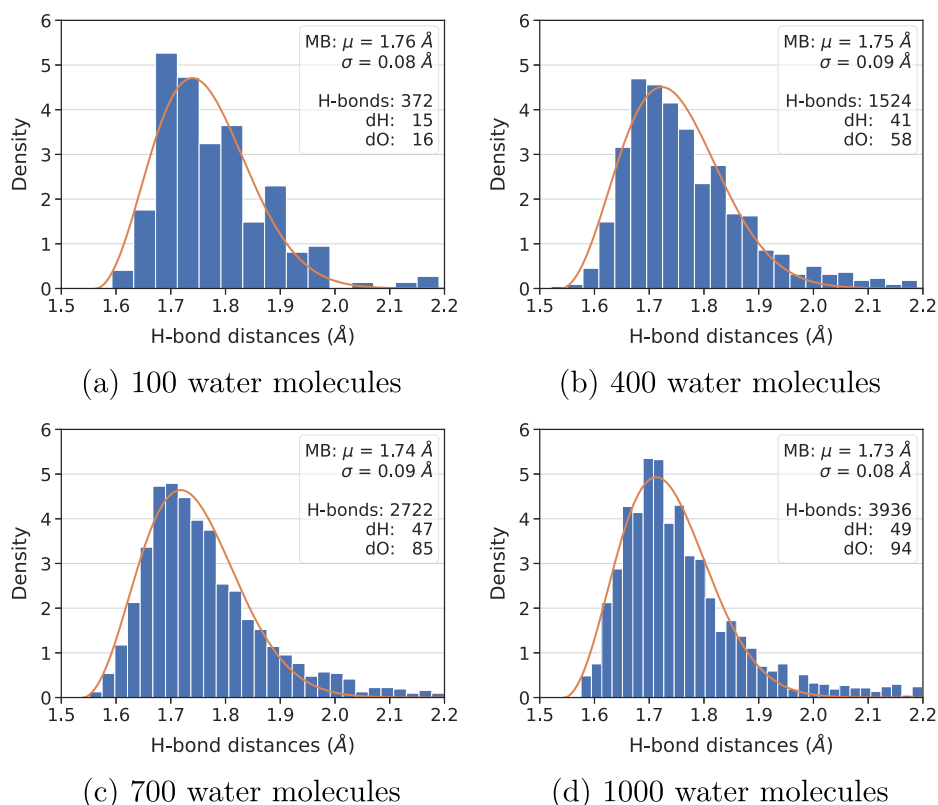 6
5
4
3
2
1
0
Density
MB: μ = 1.76 Å
σ = 0.08 Å
H-bonds: 372
dH: 15
dO: 16
1.5 1.6 1.7 1.8 1.9 2.0 2.1 2.2
H-bond distances (Å)
(a) 100 water molecules
6
5
4
3
2
1
0
Density
MB: μ = 1.75 Å
σ = 0.09 Å
H-bonds: 1524
dH: 41
dO: 58
1.5 1.6 1.7 1.8 1.9 2.0 2.1 2.2
H-bond distances (Å)
(b) 400 water molecules
6
5
4
3
2
1
0
Density
MB: μ = 1.74 Å
σ = 0.09 Å
H-bonds: 2722
dH: 47
dO: 85
1.5 1.6 1.7 1.8 1.9 2.0 2.1 2.2
H-bond distances (Å)
(c) 700 water molecules
6
5
4
3
2
1
0
Density
MB: μ = 1.73 Å
σ = 0.08 Å
H-bonds: 3936
dH: 49
dO: 94
1.5 1.6 1.7 1.8 1.9 2.0 2.1 2.2
H-bond distances (Å)
(d) 1000 water molecules